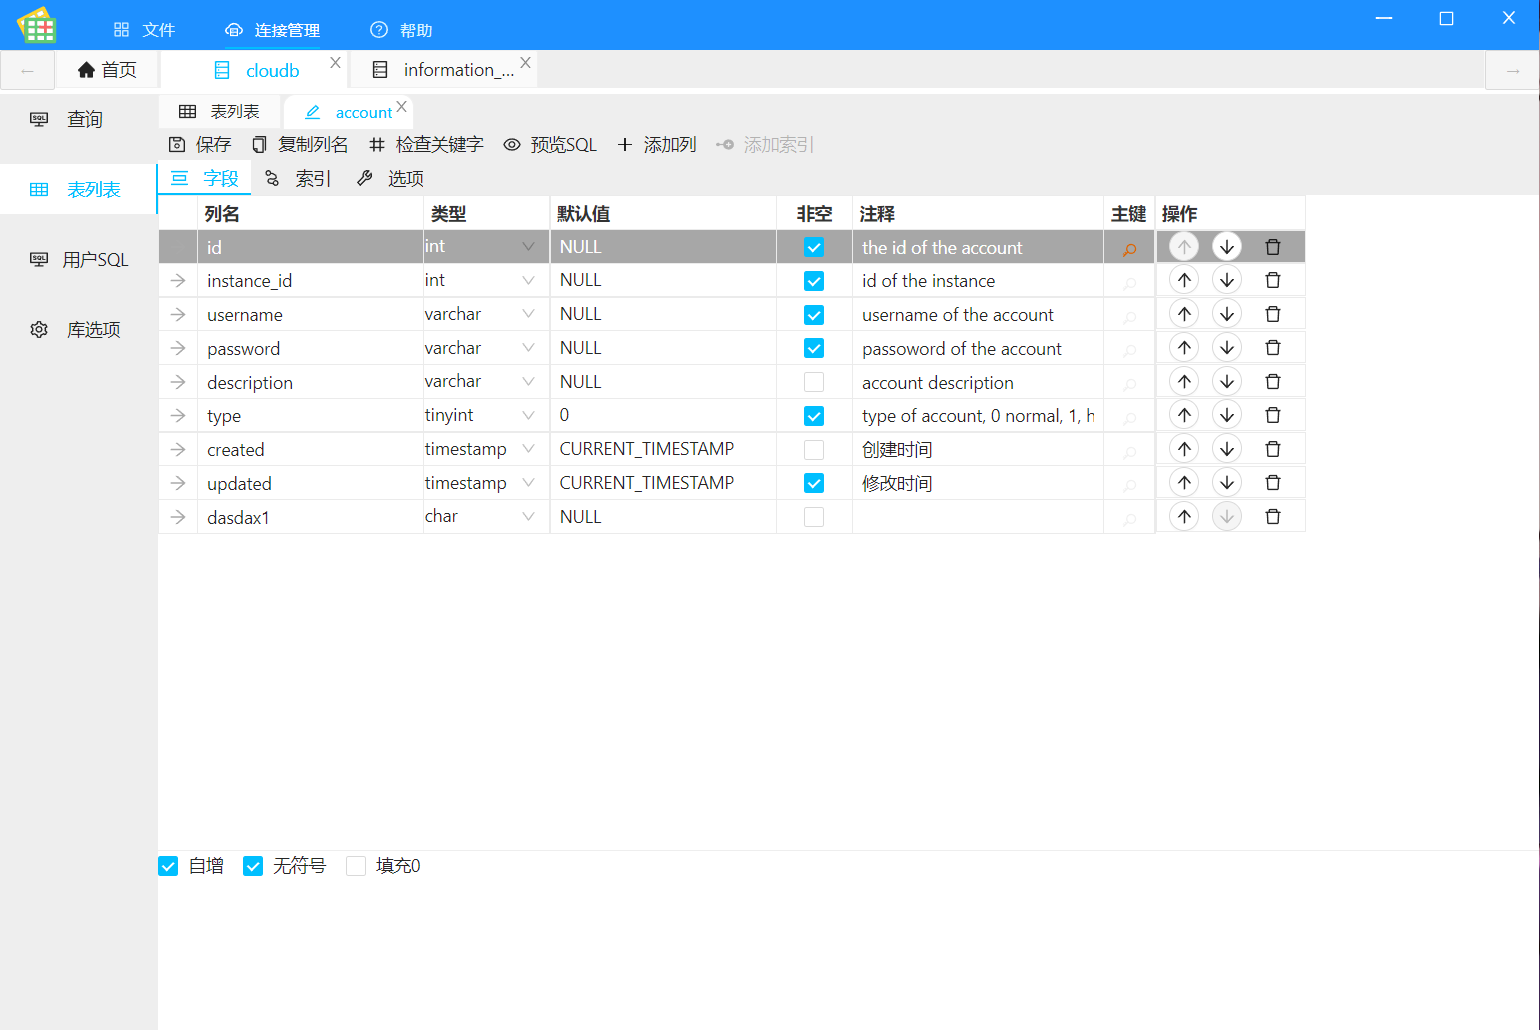 文件 连接管理 帮助
首页 cloudb information_...
查询
表列表
用户SQL
库选项
表列表 account
保存 复制列名 检查关键字 预览SQL 添加列 添加索引
字段 索引 选项
列名 类型 默认值 非空 注释 主键 操作
id int NULL the id of the account
instance_id int NULL id of the instance
username varchar NULL username of the account
password varchar NULL passoword of the account
description varchar NULL account description
type tinyint 0 type of account, 0 normal, 1, h
created timestamp CURRENT_TIMESTAMP 创建时间
updated timestamp CURRENT_TIMESTAMP 修改时间
dasdax1 char NULL
自增 无符号 填充0